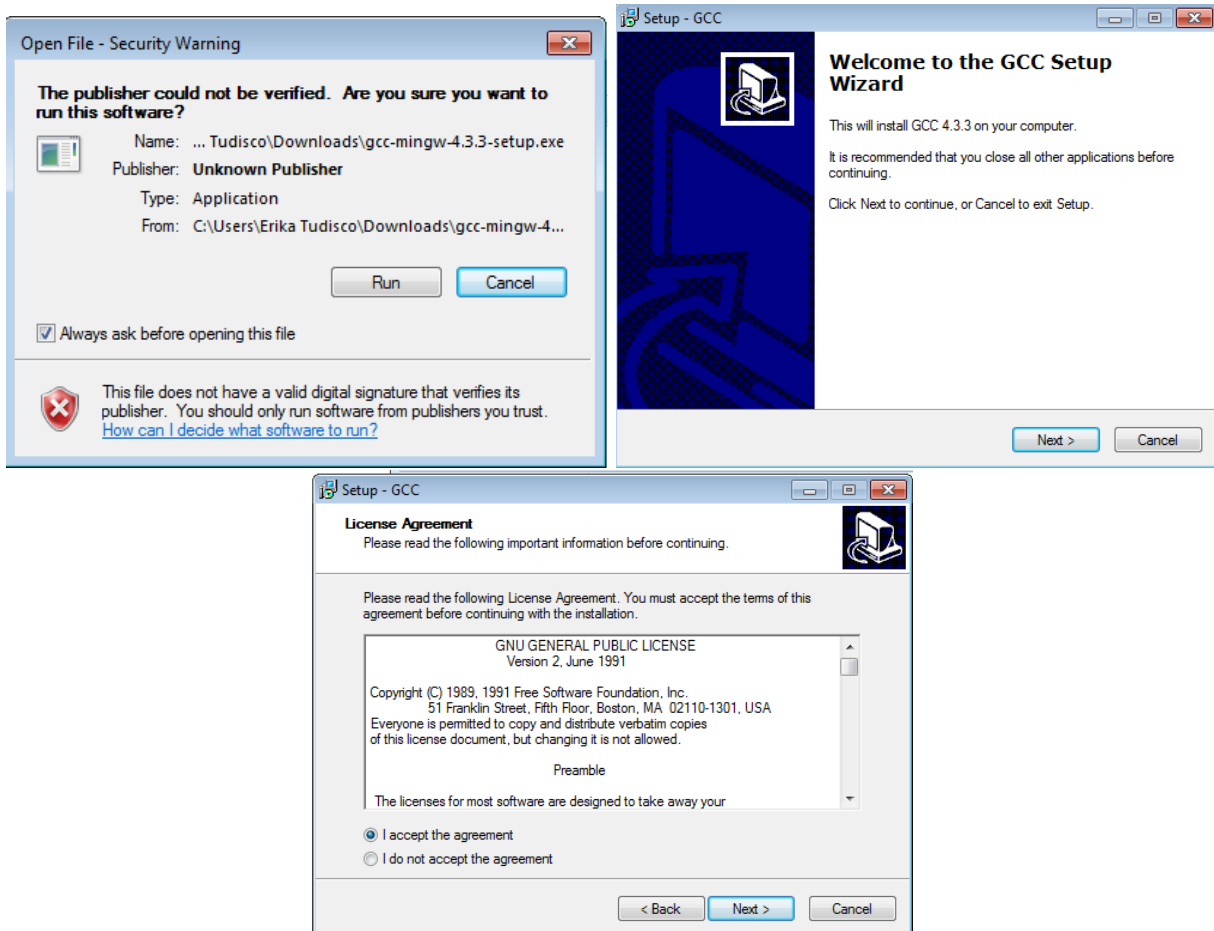 Open File - Security Warning
The publisher could not be verified. Are you sure you want to
run this software?
Name: ... Tudisco\Downloads\gcc-mingw-4.3.3-setup.exe
Publisher: Unknown Publisher
Type: Application
From: C:\Users\Erika Tudisco\Downloads\gcc-mingw-4...
Run Cancel
Always ask before opening this file
This file does not have a valid digital signature that verifies its
publisher. You should only run software from publishers you trust.
How can I decide what software to run?
Setup - GCC
Welcome to the GCC Setup
Wizard
This will install GCC 4.3.3 on your computer.
It is recommended that you close all other applications before
continuing.
Click Next to continue, or Cancel to exit Setup.
Next > Cancel
Setup - GCC
License Agreement
Please read the following important information before continuing.
Please read the following License Agreement. You must accept the terms of this
agreement before continuing with the installation.
GNU GENERAL PUBLIC LICENSE
Version 2, June 1991
Copyright (C) 1989, 1991 Free Software Foundation, Inc.
51 Franklin Street, Fifth Floor, Boston, MA 02110-1301, USA
Everyone is permitted to copy and distribute verbatim copies
of this license document, but changing it is not allowed.
Preamble
The licenses for most software are designed to take away your
I accept the agreement
I do not accept the agreement
< Back Next > Cancel